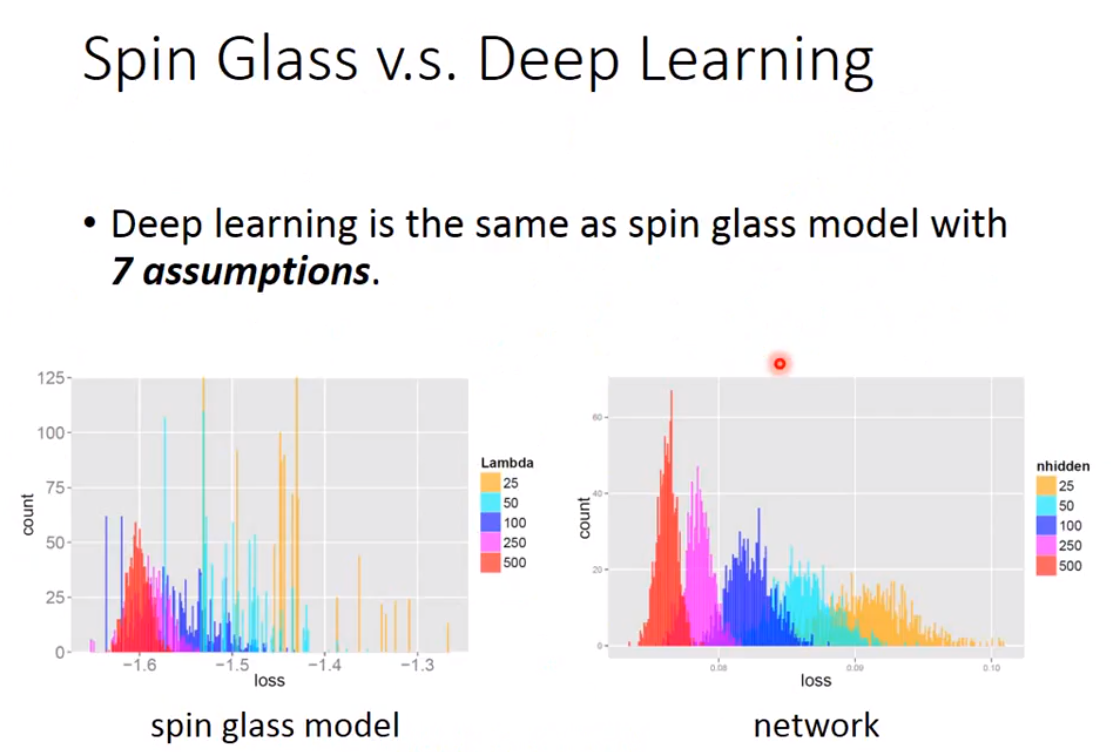 Spin Glass v.s. Deep Learning
• Deep learning is the same as spin glass model with
7 assumptions.
125
100
75
50
25
0
count
−1.6
−1.5
−1.4
−1.3
loss
Lambda
25
50
100
250
500
spin glass model
60
40
20
0
count
0.08
0.09
0.10
loss
nhidden
25
50
100
250
500
network